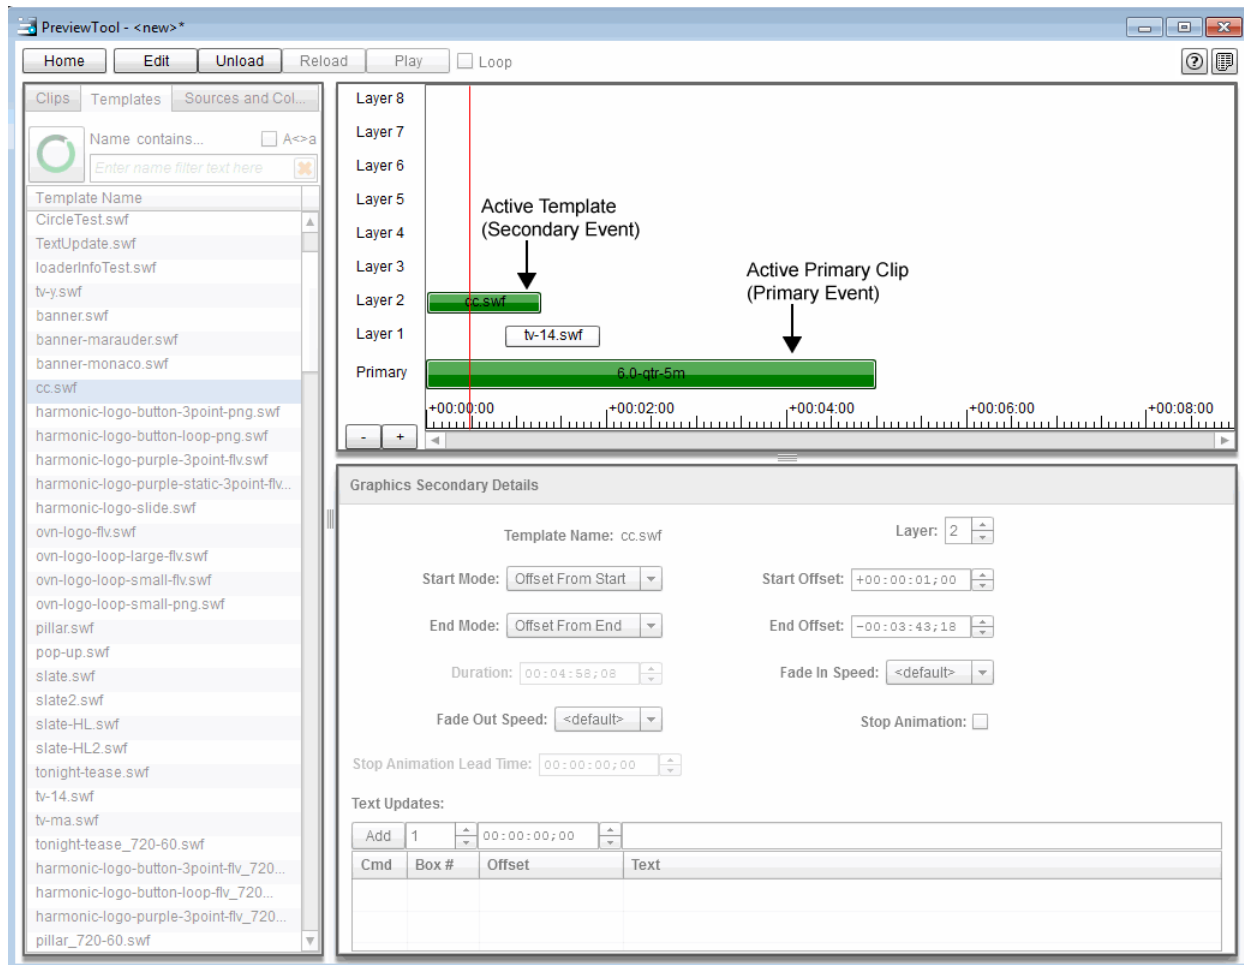 PreviewTool - <new>*
Home Edit Unload Reload Play Loop
Clips Templates Sources and Col...
Name contains... A<>a
Enter name filter text here
Template Name
CircleTest.swf
TextUpdate.swf
loaderInfoTest.swf
tv-y.swf
banner.swf
banner-marauder.swf
banner-monaco.swf
cc.swf
harmonic-logo-button-3point-png.swf
harmonic-logo-button-loop-png.swf
harmonic-logo-purple-3point-flv.swf
harmonic-logo-purple-static-3point-flv...
harmonic-logo-slide.swf
ovn-logo-flv.swf
ovn-logo-loop-large-flv.swf
ovn-logo-loop-small-flv.swf
ovn-logo-loop-small-png.swf
pillar.swf
pop-up.swf
slate.swf
slate2.swf
slate-HL.swf
slate-HL2.swf
tonight-tease.swf
tv-14.swf
tv-ma.swf
tonight-tease_720-60.swf
harmonic-logo-button-3point-flv_720...
harmonic-logo-button-loop-flv_720...
harmonic-logo-purple-3point-flv_720...
pillar_720-60.swf
Layer 8
Layer 7
Layer 6
Layer 5
Layer 4
Layer 3
Layer 2
Layer 1
Primary
Active Template
(Secondary Event)
Active Primary Clip
(Primary Event)
cc.swf
tv-14.swf
6.0-qtr-5m
+00:00:00 +00:02:00 +00:04:00 +00:06:00 +00:08:00
- +
Graphics Secondary Details
Template Name: cc.swf Layer: 2
Start Mode: Offset From Start Start Offset: +00:00:01;00
End Mode: Offset From End End Offset: -00:03:43;18
Duration: 00:04:58;08 Fade In Speed: <default>
Fade Out Speed: <default> Stop Animation:
Stop Animation Lead Time: 00:00:00;00
Text Updates:
Add 1 00:00:00;00
Cmd Box # Offset Text